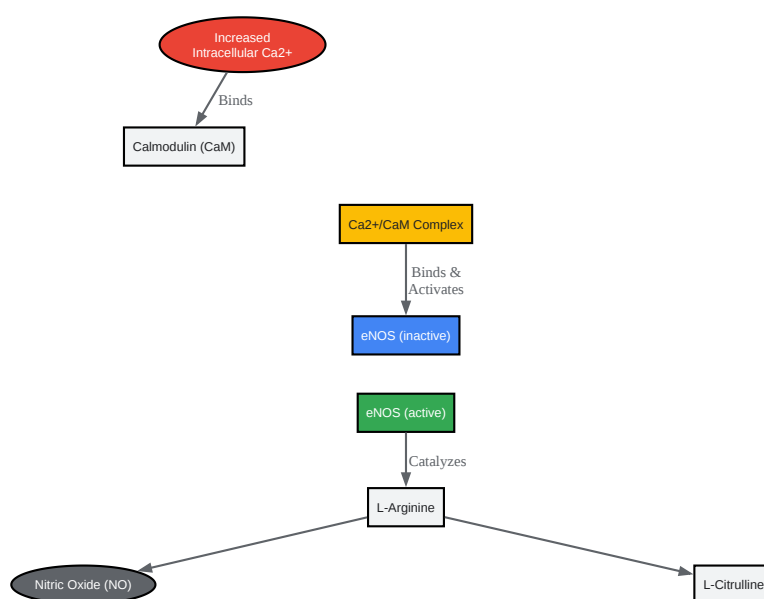 Increased
Intracellular Ca2+
Binds
Calmodulin (CaM)
Ca2+/CaM Complex
Binds &
Activates
eNOS (inactive)
eNOS (active)
Catalyzes
L-Arginine
Nitric Oxide (NO)
L-Citrulline